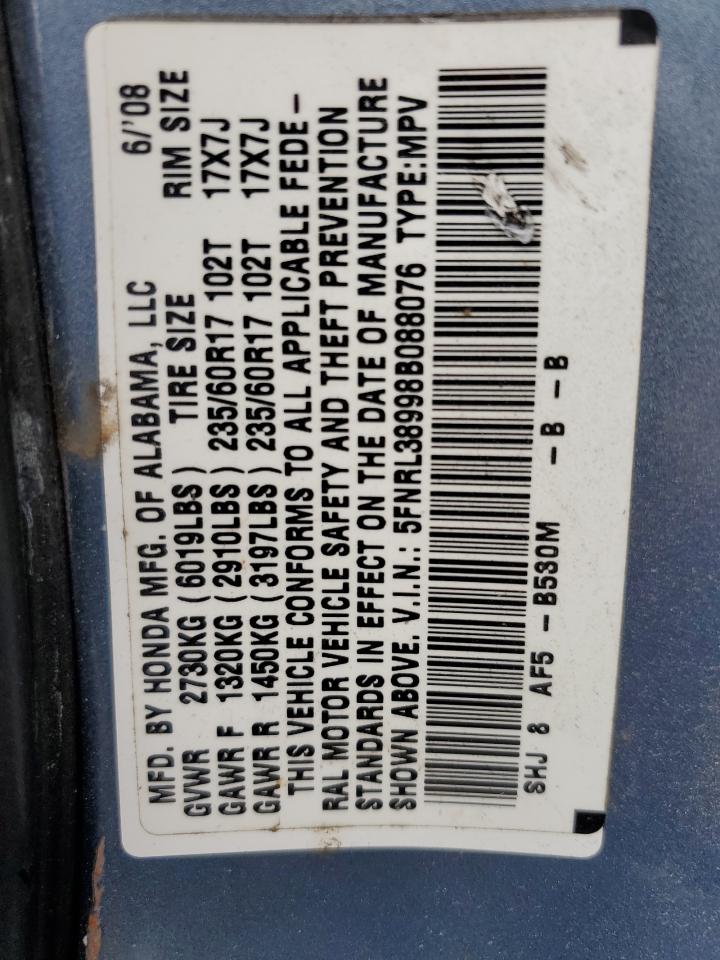 MFD. BY HONDA MFG. OF ALABAMA, LLC 6/'08
GVWR 2730KG (6019LBS) TIRE SIZE RIM SIZE
GAWR F 1320KG (2910LBS) 235/60R17 102T 17X7J
GAWR R 1450KG (3197LBS) 235/60R17 102T 17X7J
THIS VEHICLE CONFORMS TO ALL APPLICABLE FEDE-
RAL MOTOR VEHICLE SAFETY AND THEFT PREVENTION
STANDARDS IN EFFECT ON THE DATE OF MANUFACTURE
SHOWN ABOVE. V.I.N.: 5FNRL38998B088076 TYPE:MPV
SHJ 8 AF5 - B530M - B - B